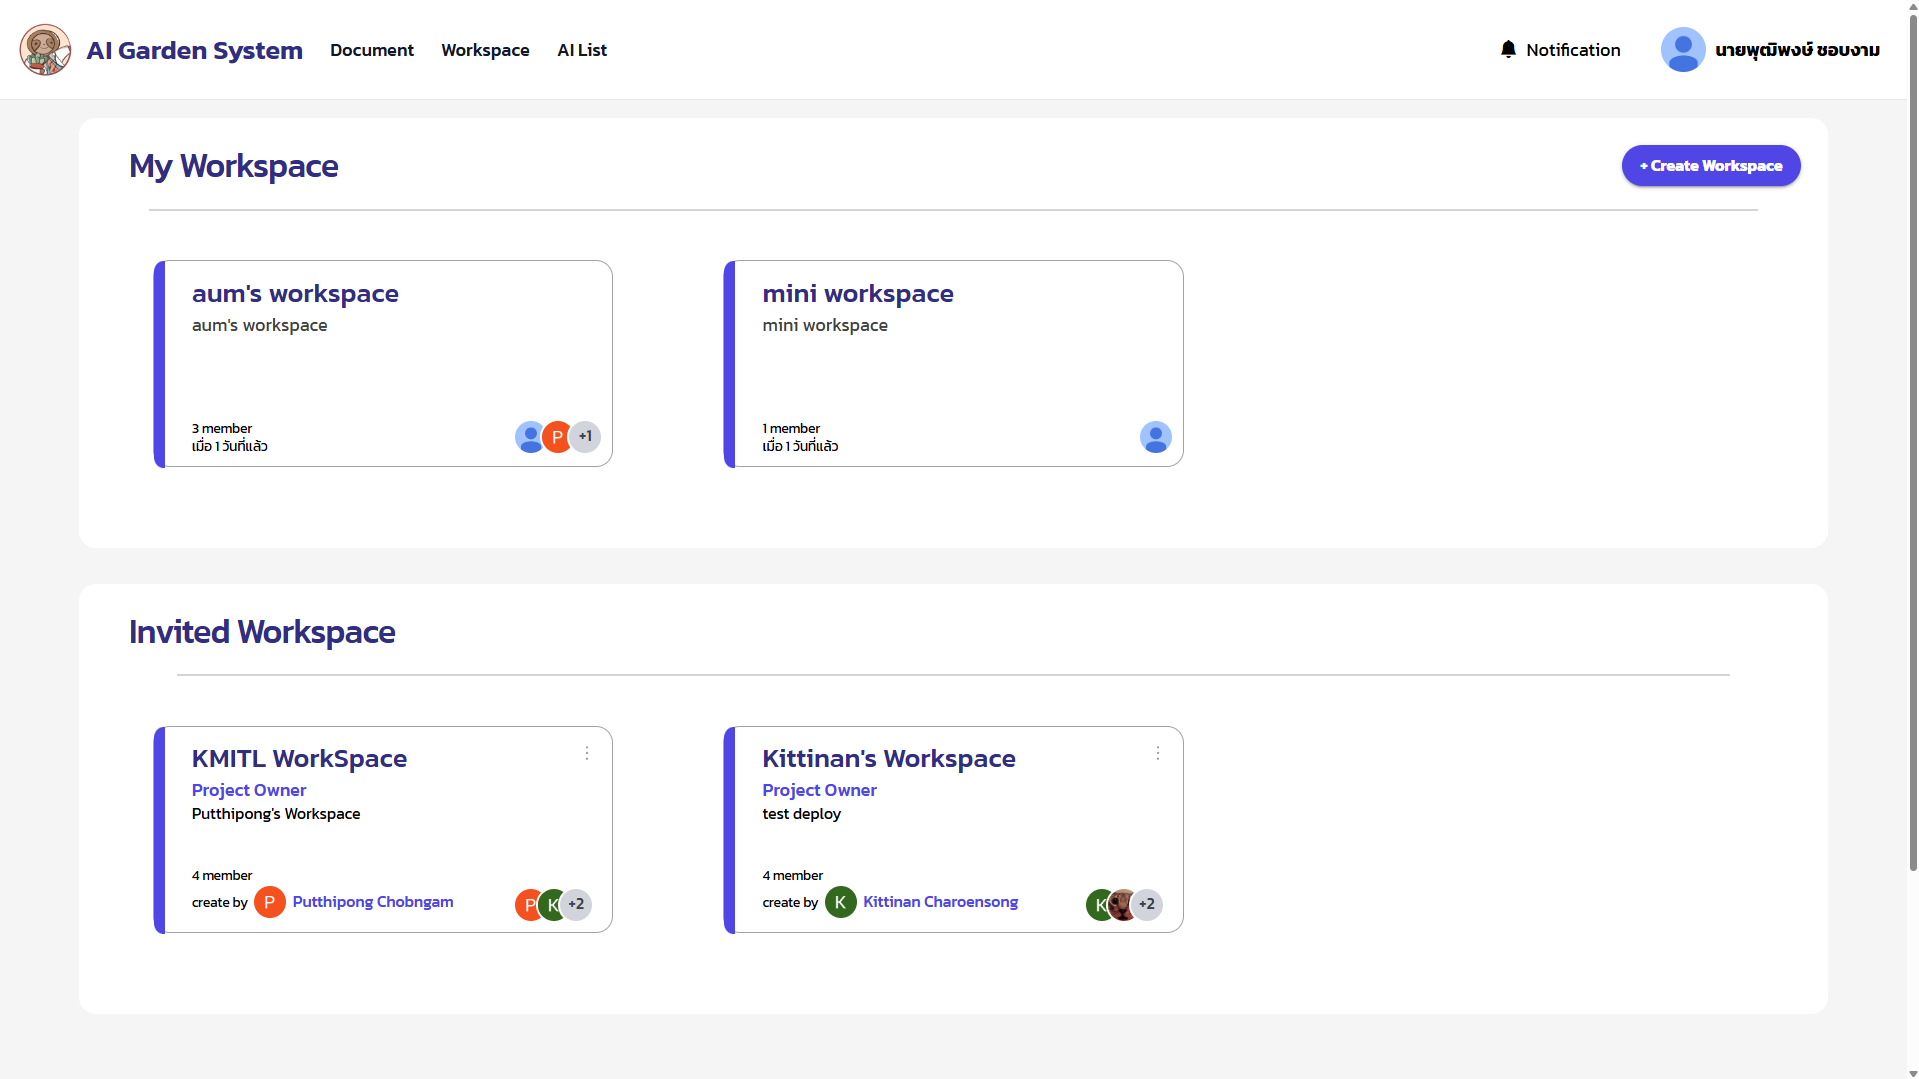 AI Garden System Document Workspace AI List Notification นายพุฒิพงษ์ ชอบงาม
My Workspace + Create Workspace
aum's workspace
aum's workspace
3 member
เมื่อ 1 วันที่แล้ว
P +1
mini workspace
mini workspace
1 member
เมื่อ 1 วันที่แล้ว
Invited Workspace
KMITL WorkSpace
Project Owner
Putthipong's Workspace
4 member
create by P Putthipong Chobngam P K +2
Kittinan's Workspace
Project Owner
test deploy
4 member
create by K Kittinan Charoensong K +2